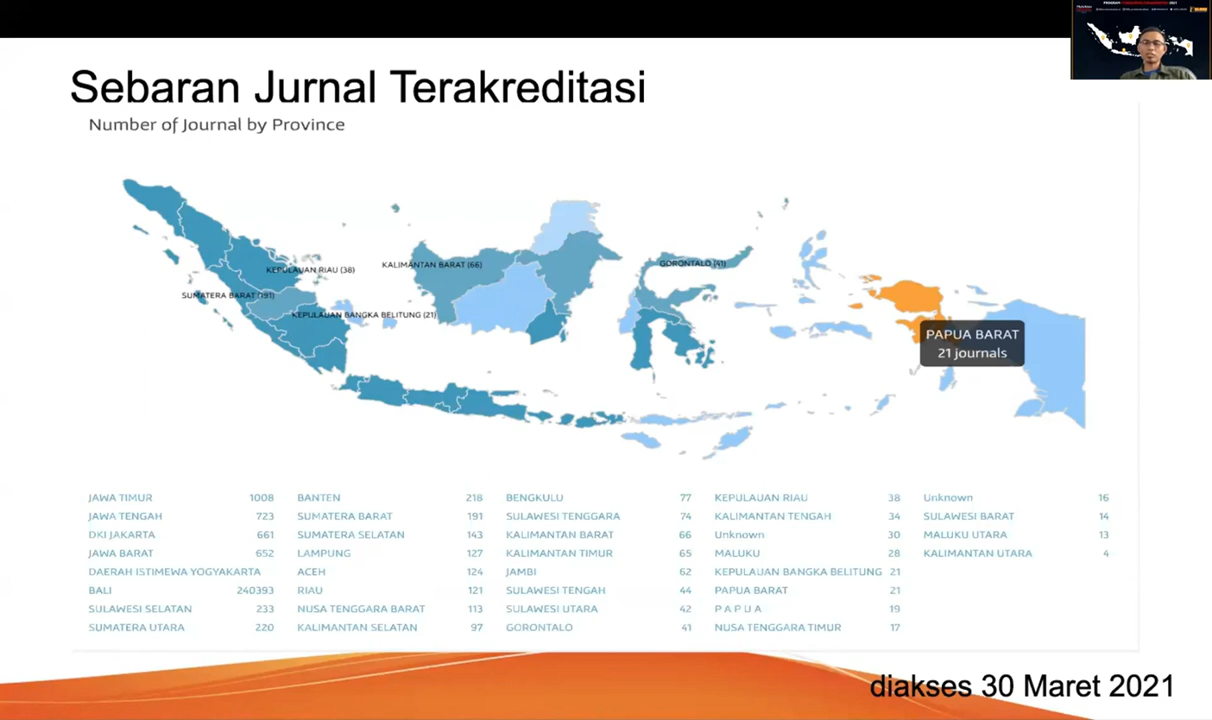 Sebaran Jurnal Terakreditasi
Number of Journal by Province
KEPULAUAN RIAU (38)
KALIMANTAN BARAT (66)
GORONTALO (41)
SUMATERA BARAT (191)
KEPULAUAN BANGKA BELITUNG (21)
PAPUA BARAT
21 journals
JAWA TIMUR 1008
JAWA TENGAH 723
DKI JAKARTA 661
JAWA BARAT 652
DAERAH ISTIMEWA YOGYAKARTA
BALI 240393
SULAWESI SELATAN 233
SUMATERA UTARA 220
BANTEN 218
SUMATERA BARAT 191
SUMATERA SELATAN 143
LAMPUNG 127
ACEH 124
RIAU 121
NUSA TENGGARA BARAT 113
KALIMANTAN SELATAN 97
BENGKULU 77
SULAWESI TENGGARA 74
KALIMANTAN BARAT 66
KALIMANTAN TIMUR 65
JAMBI 62
SULAWESI TENGAH 44
SULAWESI UTARA 42
GORONTALO 41
KEPULAUAN RIAU 38
KALIMANTAN TENGAH 34
Unknown 30
MALUKU 28
KEPULAUAN BANGKA BELITUNG 21
PAPUA BARAT 21
P A P U A 19
NUSA TENGGARA TIMUR 17
Unknown 16
SULAWESI BARAT 14
MALUKU UTARA 13
KALIMANTAN UTARA 4
diakses 30 Maret 2021